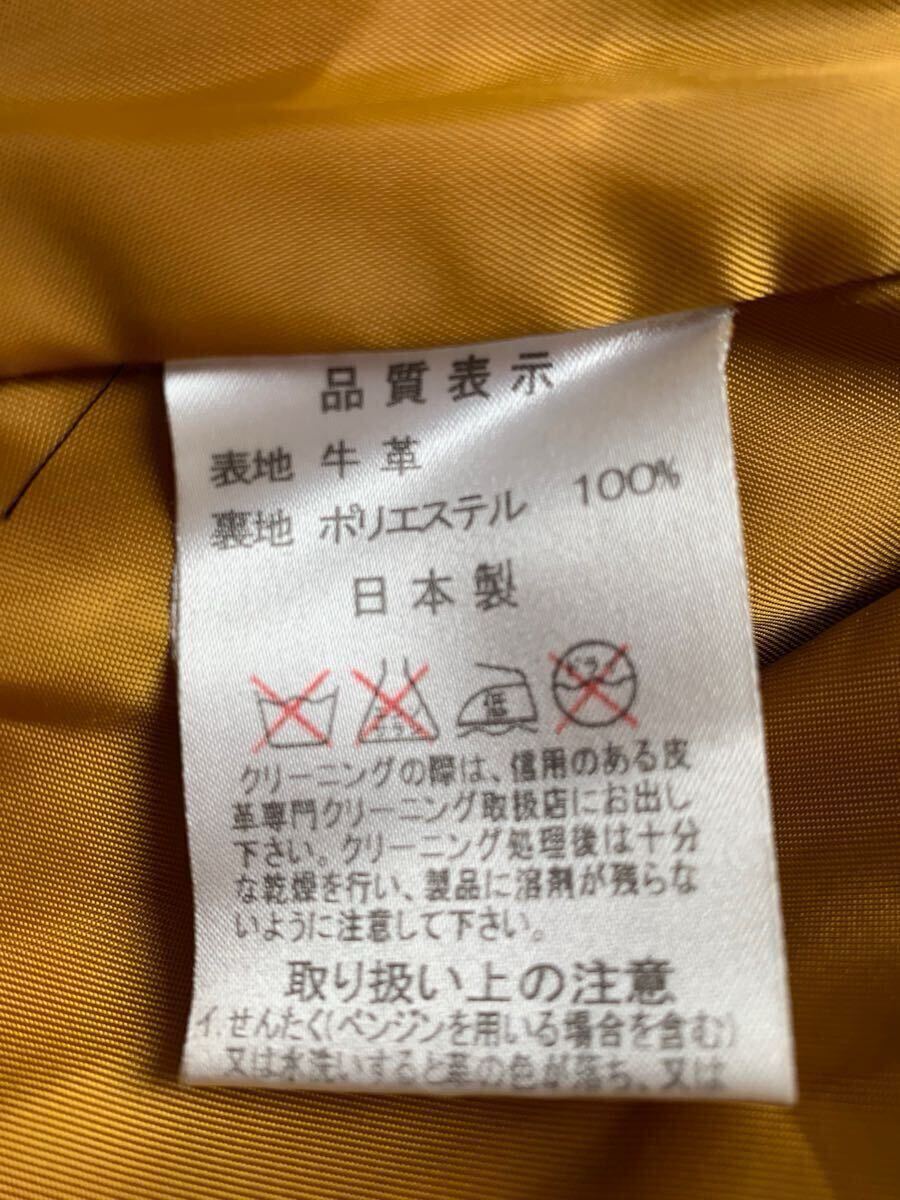 品質表示
表地 牛革
裏地 ポリエステル 100%
日本製
エンソ 低 ドライ
クリーニングの際は、信用のある皮
革専門クリーニング取扱店にお出し
下さい。クリーニング処理後は十分
な乾燥を行い、製品に溶剤が残らな
いように注意して下さい。
取り扱い上の注意
イ.せんたく(ベンジンを用いる場合を含む)
又は水洗いすると革の色が落ち、又は